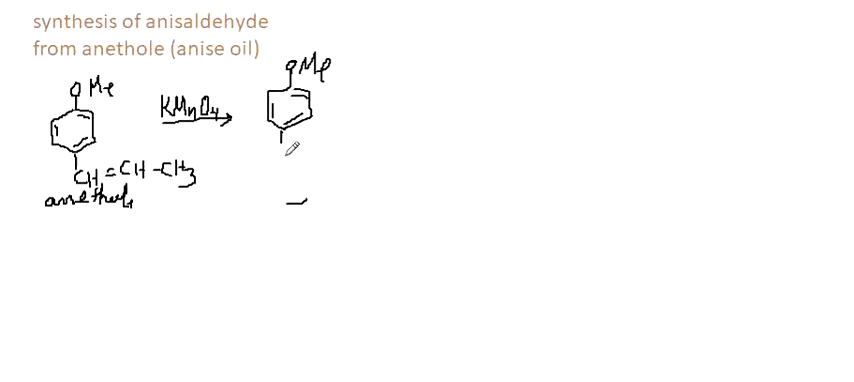 synthesis of anisaldehyde
from anethole (anise oil)
OMe
OMe
KMnO4
CH=CH-CH3
anethole